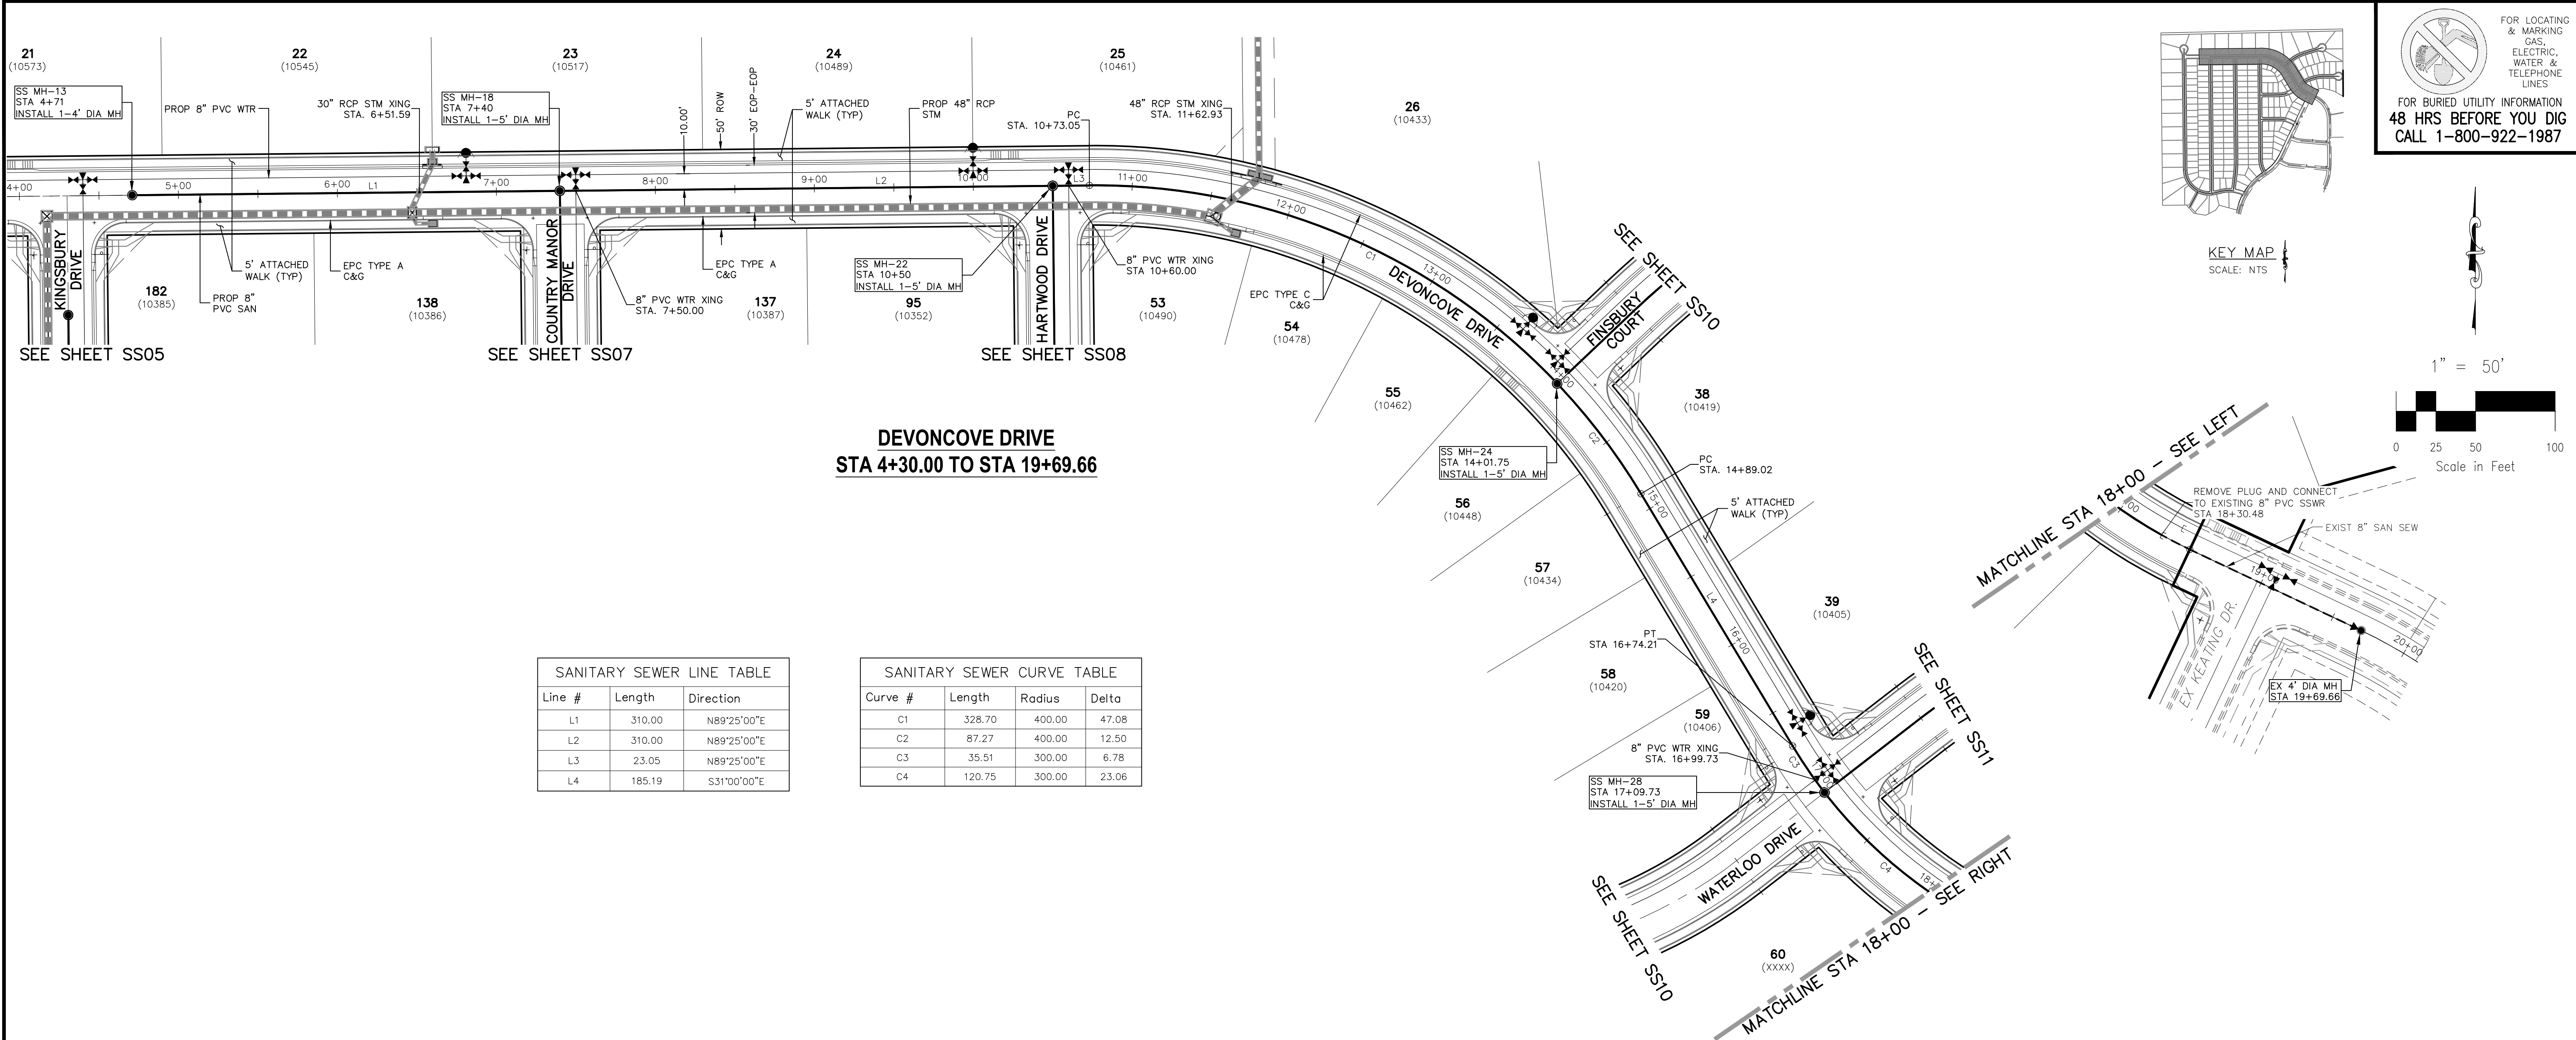 21
(10573)
22
(10545)
23
(10517)
24
(10489)
25
(10461)
26
(10433)
SS MH-13
STA 4+71
INSTALL 1-4' DIA MH
PROP 8" PVC WTR
30" RCP STM XING
STA. 6+51.59
SS MH-18
STA 7+40
INSTALL 1-5' DIA MH
10.00'
50' ROW
30' EOP-EOP
5' ATTACHED
WALK (TYP)
PROP 48" RCP
STM
PC
STA. 10+73.05
48" RCP STM XING
STA. 11+62.93
4+00
5+00
6+00
L1
7+00
8+00
9+00
L2
10+00
L3
11+00
12+00
C1
13+00
KINGSBURY
DRIVE
182
(10385)
PROP 8"
PVC SAN
5' ATTACHED
WALK (TYP)
EPC TYPE A
C&G
138
(10386)
COUNTRY MANOR
DRIVE
8" PVC WTR XING
STA. 7+50.00
EPC TYPE A
C&G
137
(10387)
SS MH-22
STA 10+50
INSTALL 1-5' DIA MH
95
(10352)
HARTWOOD DRIVE
8" PVC WTR XING
STA 10+60.00
53
(10490)
EPC TYPE C
C&G
54
(10478)
DEVONCOVE DRIVE
SEE SHEET SS05
SEE SHEET SS07
SEE SHEET SS08
SEE SHEET SS10
FINSBURY
COURT
DEVONCOVE DRIVE
STA 4+30.00 TO STA 19+69.66
55
(10462)
38
(10419)
SS MH-24
STA 14+01.75
INSTALL 1-5' DIA MH
C2
PC
STA. 14+89.02
15+00
5' ATTACHED
WALK (TYP)
56
(10448)
57
(10434)
L4
39
(10405)
PT
STA 16+74.21
16+00
58
(10420)
59
(10406)
8" PVC WTR XING
STA. 16+99.73
C3
SS MH-28
STA 17+09.73
INSTALL 1-5' DIA MH
SEE SHEET SS11
WATERLOO DRIVE
C4
SEE SHEET SS10
60
(XXXX)
MATCHLINE STA 18+00 - SEE RIGHT
SANITARY SEWER LINE TABLE
Line # Length Direction
L1 310.00 N89°25'00"E
L2 310.00 N89°25'00"E
L3 23.05 N89°25'00"E
L4 185.19 S31°00'00"E
SANITARY SEWER CURVE TABLE
Curve # Length Radius Delta
C1 328.70 400.00 47.08
C2 87.27 400.00 12.50
C3 35.51 300.00 6.78
C4 120.75 300.00 23.06
KEY MAP
SCALE: NTS
FOR LOCATING
& MARKING
GAS,
ELECTRIC,
WATER &
TELEPHONE
LINES
FOR BURIED UTILITY INFORMATION
48 HRS BEFORE YOU DIG
CALL 1-800-922-1987
1" = 50'
0 25 50 100
Scale in Feet
MATCHLINE STA 18+00 - SEE LEFT
REMOVE PLUG AND CONNECT
TO EXISTING 8" PVC SSWR
STA 18+30.48
EXIST 8" SAN SEW
EX KEATING DR.
20+00
EX 4' DIA MH
STA 19+69.66